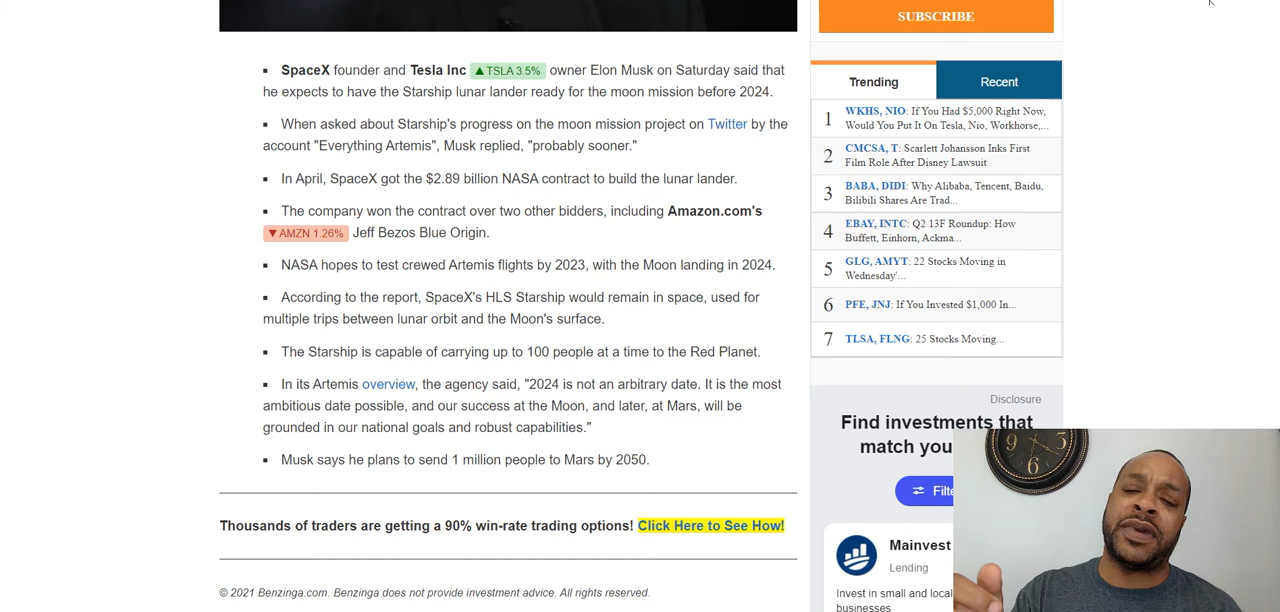 SUBSCRIBE
SpaceX founder and Tesla Inc ▲ TSLA 3.5% owner Elon Musk on Saturday said that
he expects to have the Starship lunar lander ready for the moon mission before 2024.
When asked about Starship's progress on the moon mission project on Twitter by the
account "Everything Artemis", Musk replied, "probably sooner."
In April, SpaceX got the $2.89 billion NASA contract to build the lunar lander.
The company won the contract over two other bidders, including Amazon.com's
▼ AMZN 1.26% Jeff Bezos Blue Origin.
NASA hopes to test crewed Artemis flights by 2023, with the Moon landing in 2024.
According to the report, SpaceX's HLS Starship would remain in space, used for
multiple trips between lunar orbit and the Moon's surface.
The Starship is capable of carrying up to 100 people at a time to the Red Planet.
In its Artemis overview, the agency said, "2024 is not an arbitrary date. It is the most
ambitious date possible, and our success at the Moon, and later, at Mars, will be
grounded in our national goals and robust capabilities."
Musk says he plans to send 1 million people to Mars by 2050.
Thousands of traders are getting a 90% win-rate trading options! Click Here to See How!
© 2021 Benzinga.com. Benzinga does not provide investment advice. All rights reserved.
Trending Recent
1 WKHS, NIO: If You Had $5,000 Right Now,
Would You Put It On Tesla, Nio, Workhorse,...
2 CMCSA, T: Scarlett Johansson Inks First
Film Role After Disney Lawsuit
3 BABA, DIDI: Why Alibaba, Tencent, Baidu,
Bilibili Shares Are Trad...
4 EBAY, INTC: Q2 13F Roundup: How
Buffett, Einhorn, Ackma...
5 GLG, AMYT: 22 Stocks Moving in
Wednesday'...
6 PFE, JNJ: If You Invested $1,000 In...
7 TLSA, FLNG: 25 Stocks Moving...
Disclosure
Find investments that
match you
Filte
Mainvest
Lending
Invest in small and local
businesses
9 3
6